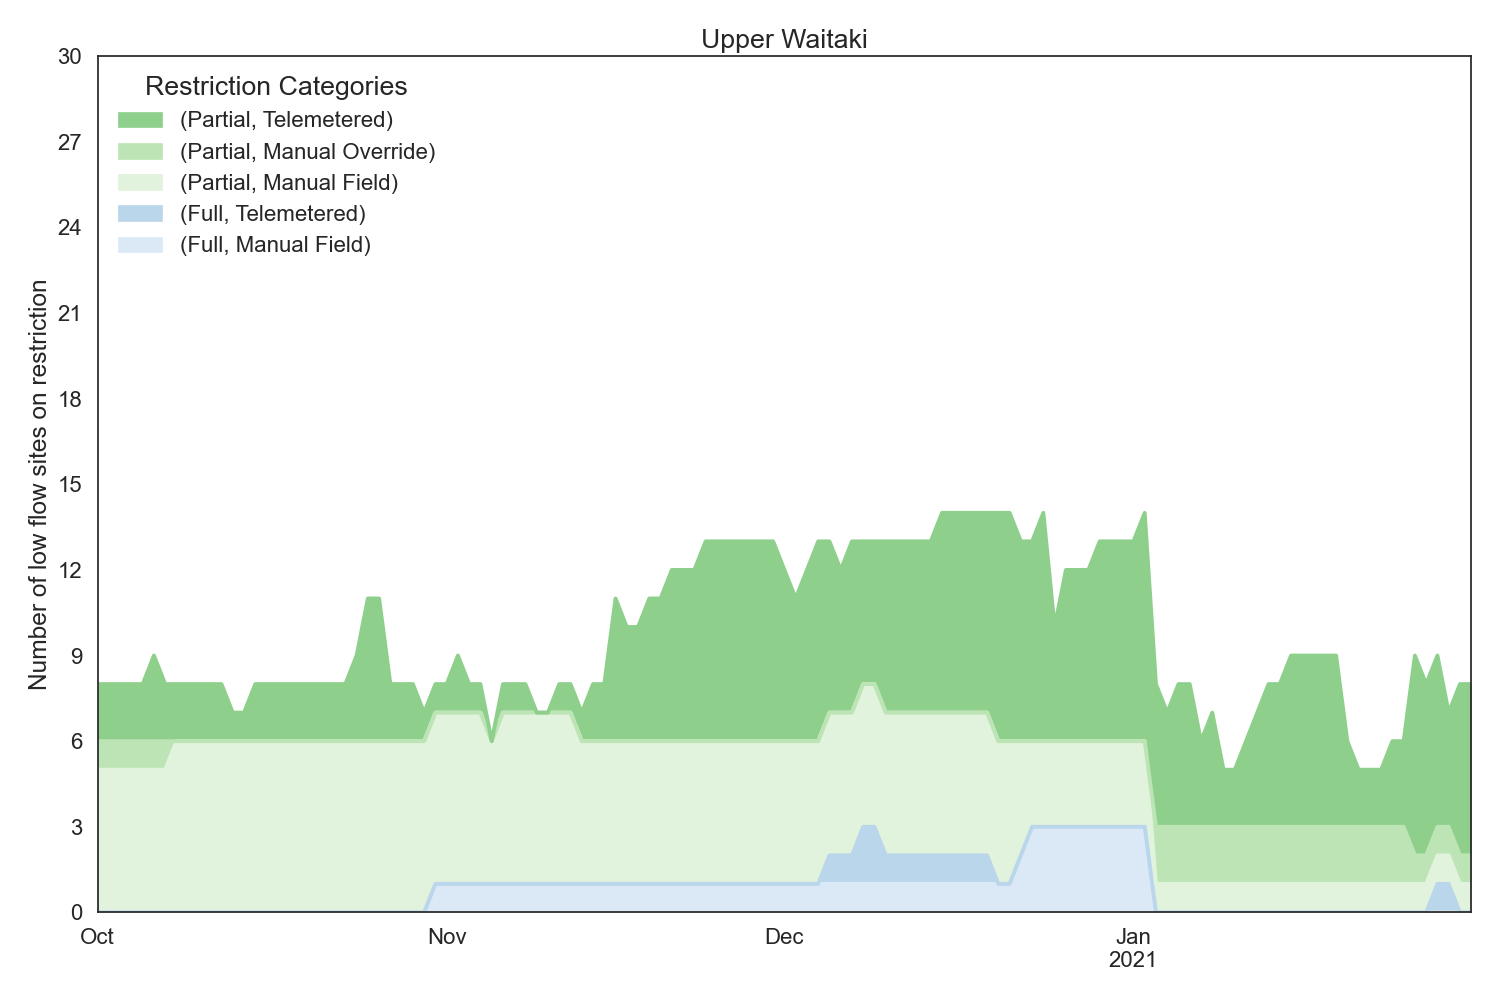 Upper Waitaki
Restriction Categories
(Partial, Telemetered)
(Partial, Manual Override)
(Partial, Manual Field)
(Full, Telemetered)
(Full, Manual Field)
Number of low flow sites on restriction
30
27
24
21
18
15
12
9
6
3
0
Oct
Nov
Dec
Jan
2021